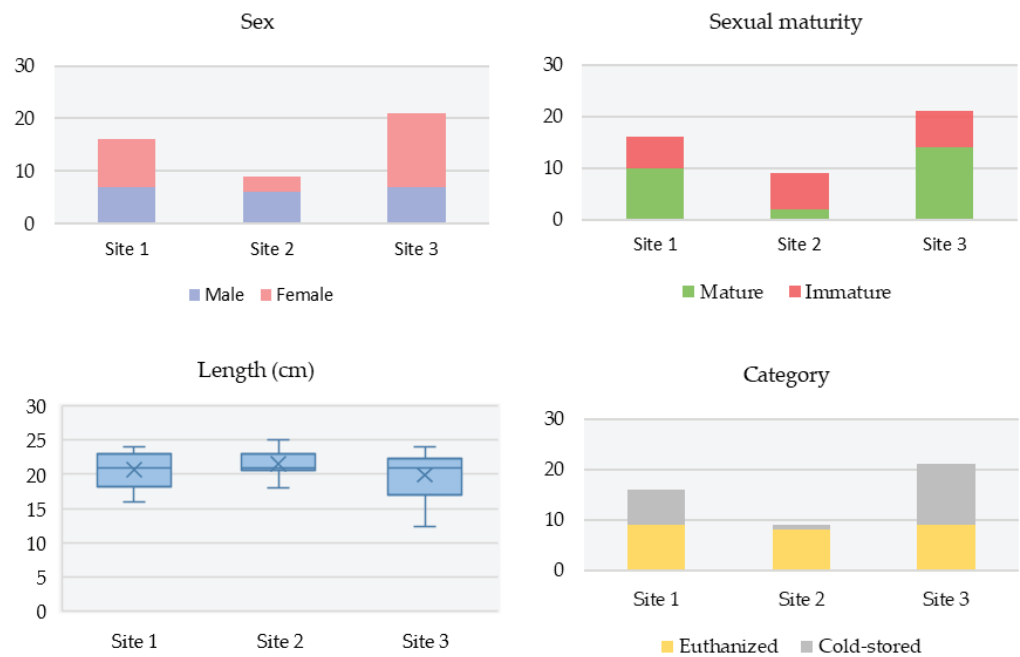 Sex
30
20
10
0
Site 1 Site 2 Site 3
Male Female
Sexual maturity
30
20
10
0
Site 1 Site 2 Site 3
Mature Immature
Length (cm)
30
25
20
15
10
5
0
Site 1 Site 2 Site 3
Category
30
20
10
0
Site 1 Site 2 Site 3
Euthanized Cold-stored